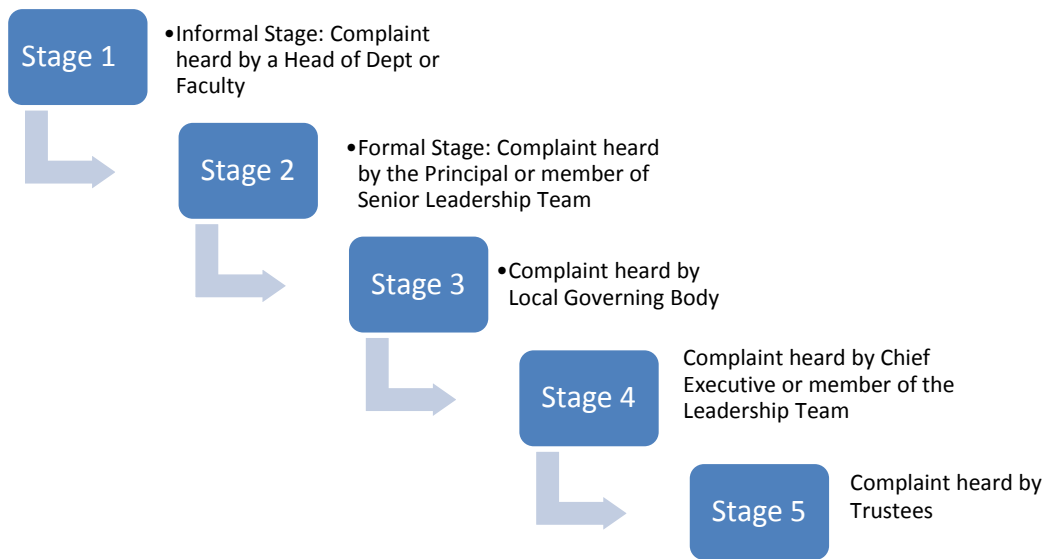 Stage 1
•Informal Stage: Complaint
heard by a Head of Dept or
Faculty
Stage 2
•Formal Stage: Complaint heard
by the Principal or member of
Senior Leadership Team
Stage 3
•Complaint heard by
Local Governing Body
Stage 4
Complaint heard by Chief
Executive or member of the
Leadership Team
Stage 5
Complaint heard by
Trustees